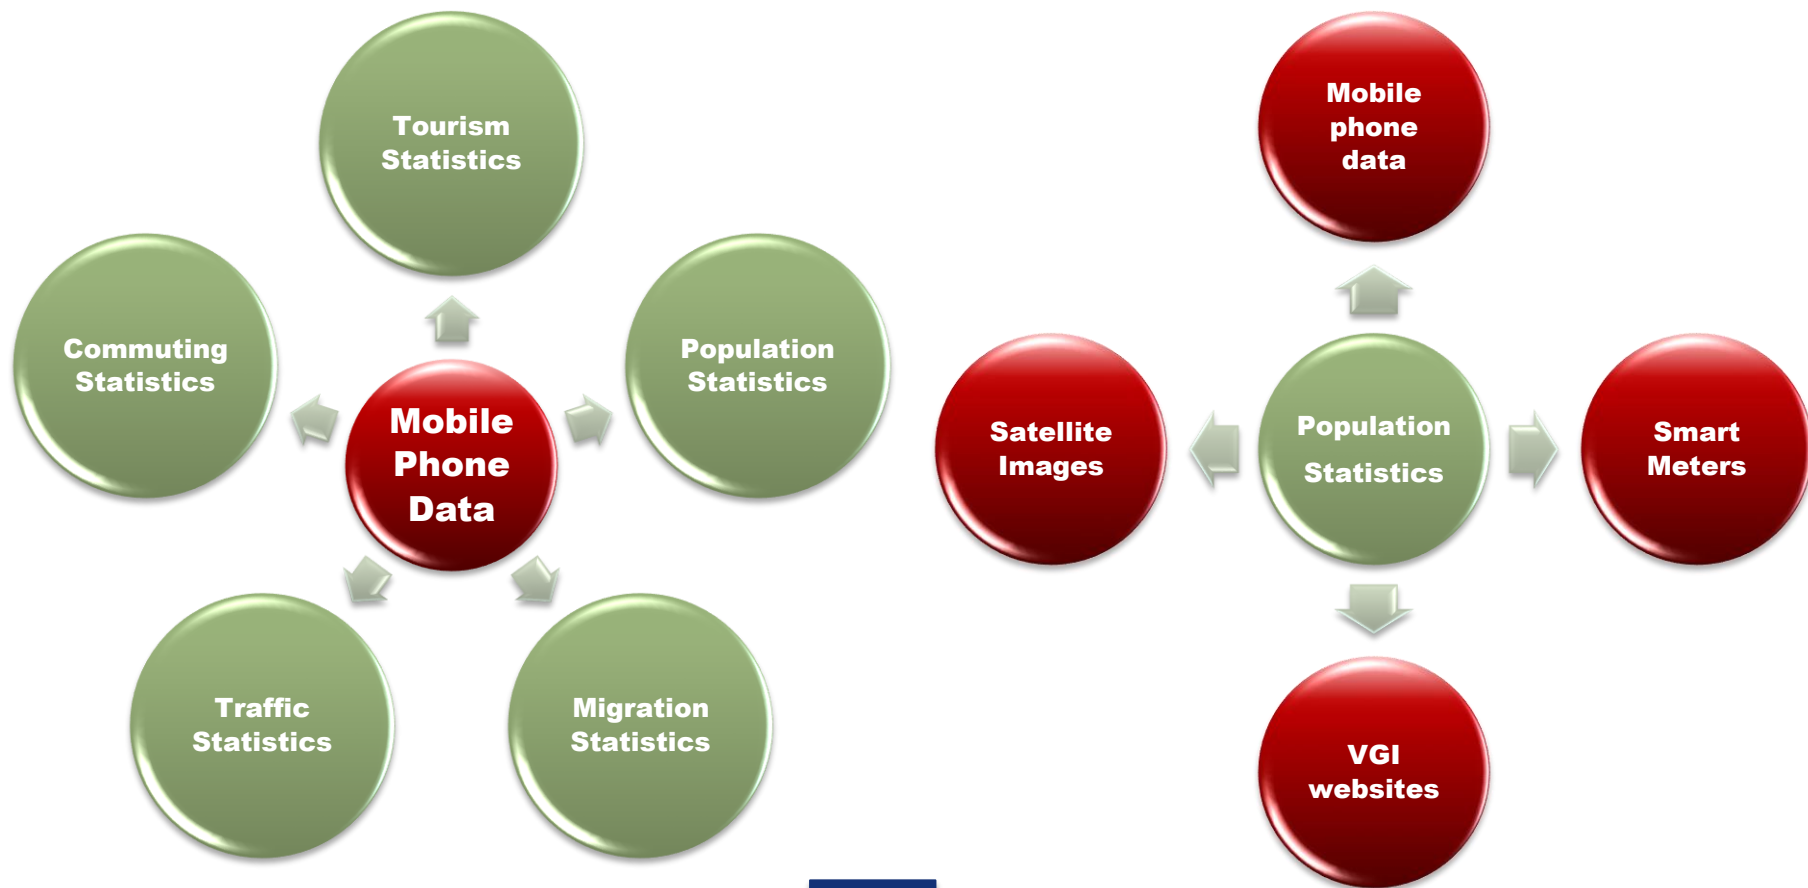 Tourism
Statistics
Commuting
Statistics
Population
Statistics
Mobile
Phone
Data
Traffic
Statistics
Migration
Statistics
Mobile
phone
data
Satellite
Images
Population
Statistics
Smart
Meters
VGI
websites